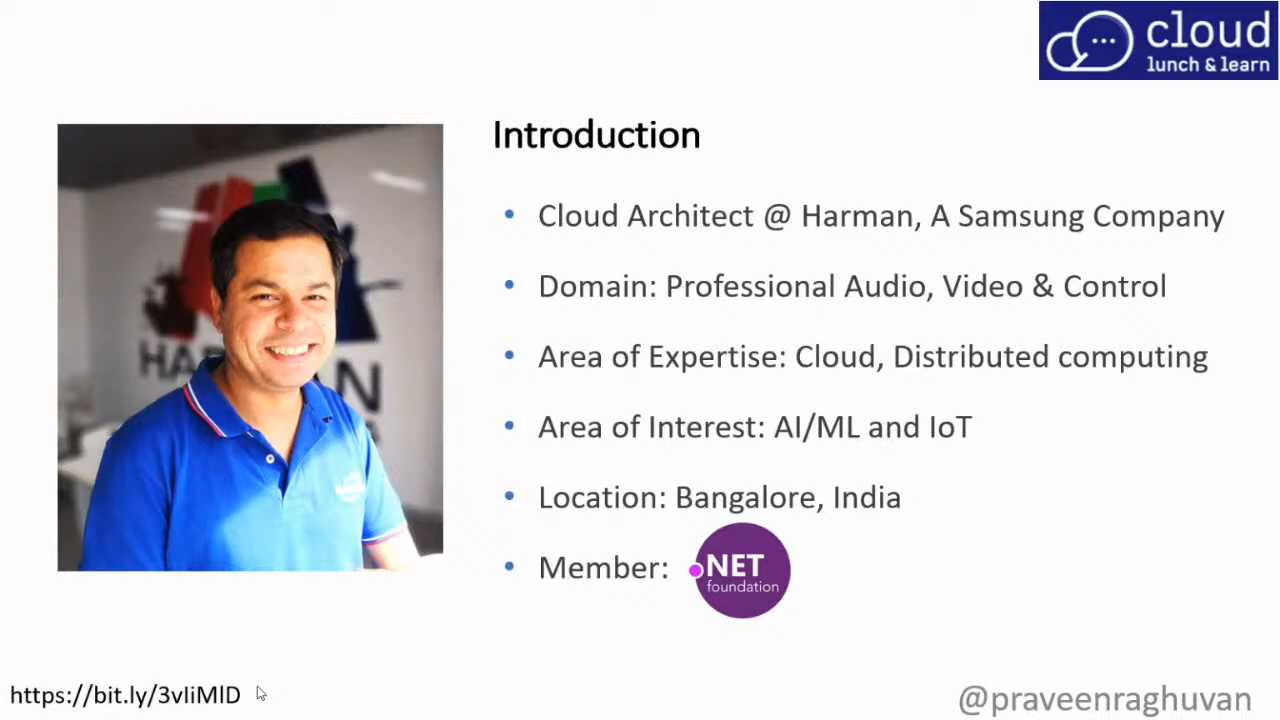 cloud
lunch & learn
Introduction
• Cloud Architect @ Harman, A Samsung Company
• Domain: Professional Audio, Video & Control
• Area of Expertise: Cloud, Distributed computing
• Area of Interest: AI/ML and IoT
• Location: Bangalore, India
• Member:
.NET
foundation
https://bit.ly/3vIiMlD
@praveenraghuvan